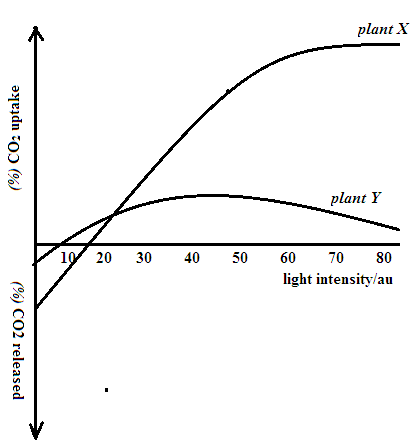 plant X
(%) CO₂ uptake
plant Y
10 20 30 40 50 60 70 80
light intensity/au
(%) CO2 released